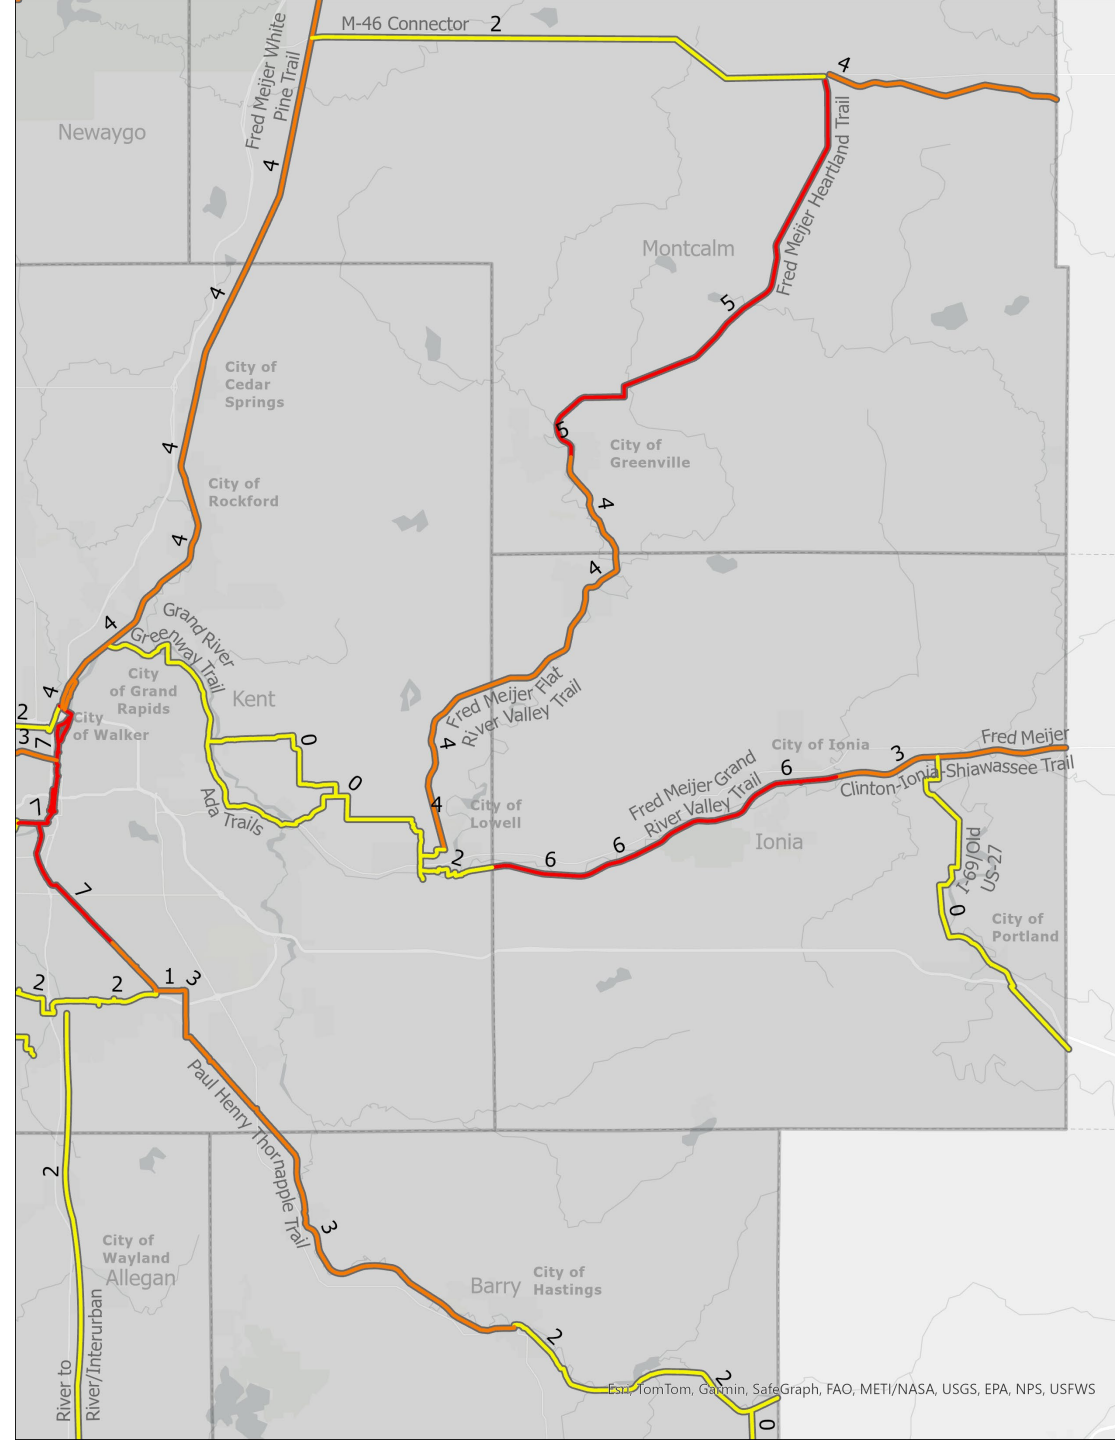 M-46 Connector
2
4
Fred Meijer White
Pine Trail
Newaygo
4
Fred Meijer Heartland Trail
Montcalm
4
5
City of
Cedar
Springs
4
5
City of
Greenville
City of
Rockford
4
4
4
4
Grand River
Greenway Trail
City
of Grand
Rapids
Kent
4
2
City
of Walker
3
7
Fred Meijer Flat
River Valley Trail
4
0
0
City of Ionia
3
Fred Meijer
Clinton-Ionia-Shiawassee Trail
6
Fred Meijer Grand
River Valley Trail
Ada Trails
7
4
City of
Lowell
2
6
6
Ionia
I-69/Old
US-27
0
City of
Portland
7
2
2
1
3
Paul Henry Thornapple Trail
2
3
City of
Wayland
Allegan
Barry
City of
Hastings
River to
River/Interurban
2
2
0
Esri, TomTom, Garmin, SafeGraph, FAO, METI/NASA, USGS, EPA, NPS, USFWS